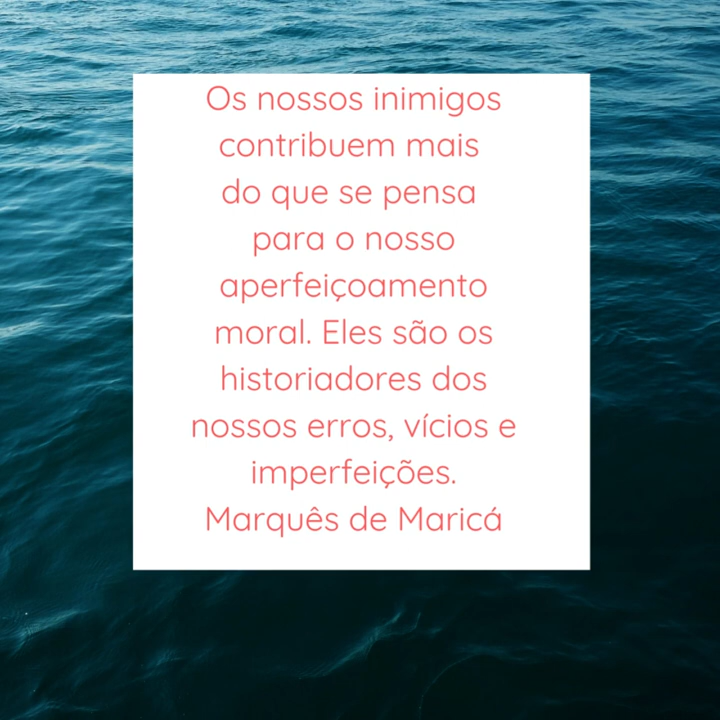 Os nossos inimigos
contribuem mais
do que se pensa
para o nosso
aperfeiçoamento
moral. Eles são os
historiadores dos
nossos erros, vícios e
imperfeições.
Marquês de Maricá